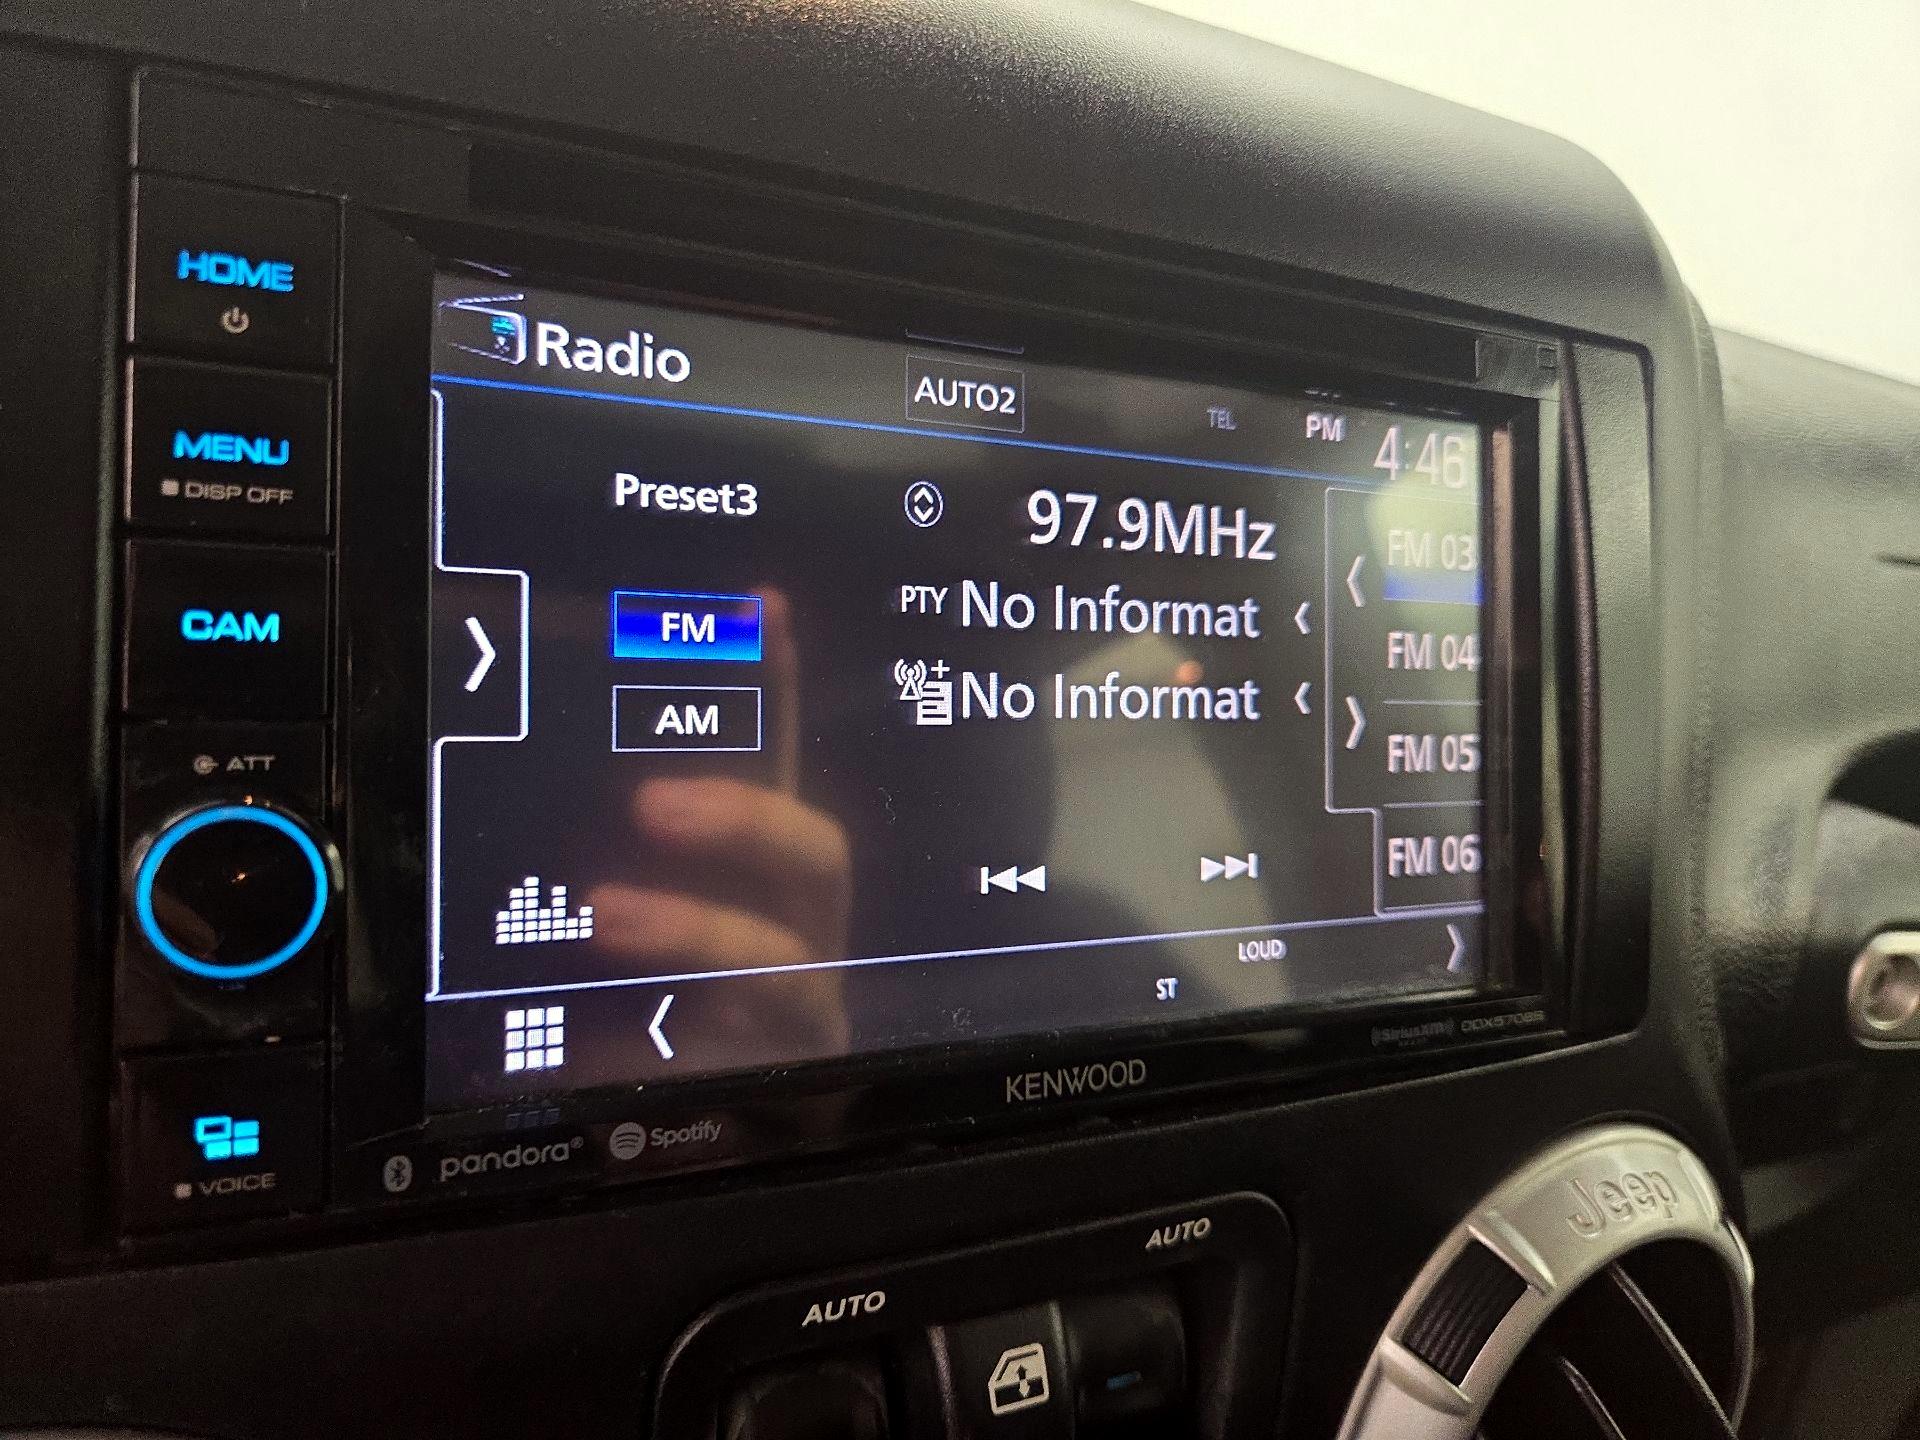 HOME
MENU
DISP OFF
CAM
ATT
VOICE
Radio
AUTO2
TEL
PM
4:46
Preset3
97.9MHz
FM
AM
PTY No Informat
No Informat
FM 03
FM 04
FM 05
FM 06
LOUD
ST
KENWOOD
SiriusXM
pandora®
Spotify
AUTO
AUTO
Jeep